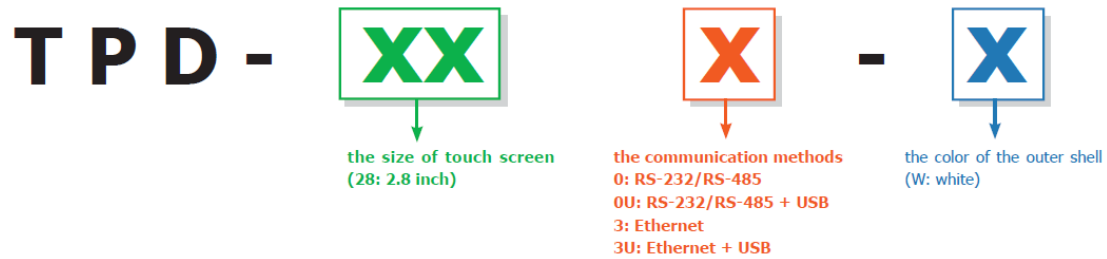 TPD-XX X - X
the size of touch screen
(28: 2.8 inch)
the communication methods
0: RS-232/RS-485
0U: RS-232/RS-485 + USB
3: Ethernet
3U: Ethernet + USB
the color of the outer shell
(W: white)